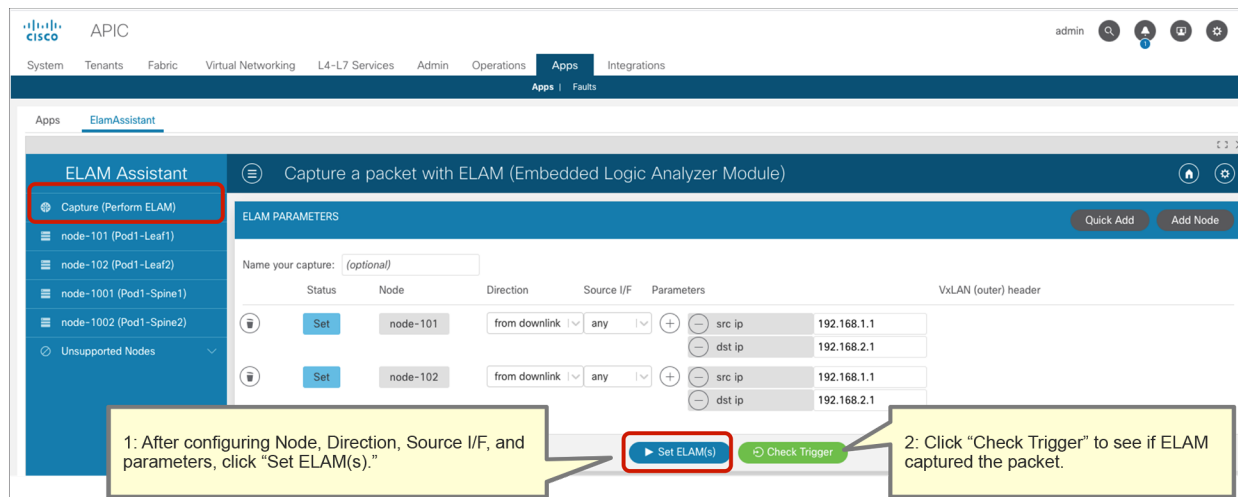 cisco APIC admin
1
System Tenants Fabric Virtual Networking L4-L7 Services Admin Operations Apps Integrations
Apps | Faults
Apps ElamAssistant
ELAM Assistant
Capture a packet with ELAM (Embedded Logic Analyzer Module)
Capture (Perform ELAM)
node-101 (Pod1-Leaf1)
node-102 (Pod1-Leaf2)
node-1001 (Pod1-Spine1)
node-1002 (Pod1-Spine2)
Unsupported Nodes
ELAM PARAMETERS Quick Add Add Node
Name your capture: (optional)
Status Node Direction Source I/F Parameters VxLAN (outer) header
Set node-101 from downlink any src ip 192.168.1.1
dst ip 192.168.2.1
Set node-102 from downlink any src ip 192.168.1.1
dst ip 192.168.2.1
1: After configuring Node, Direction, Source I/F, and
parameters, click “Set ELAM(s).”
Set ELAM(s) Check Trigger
2: Click “Check Trigger” to see if ELAM
captured the packet.